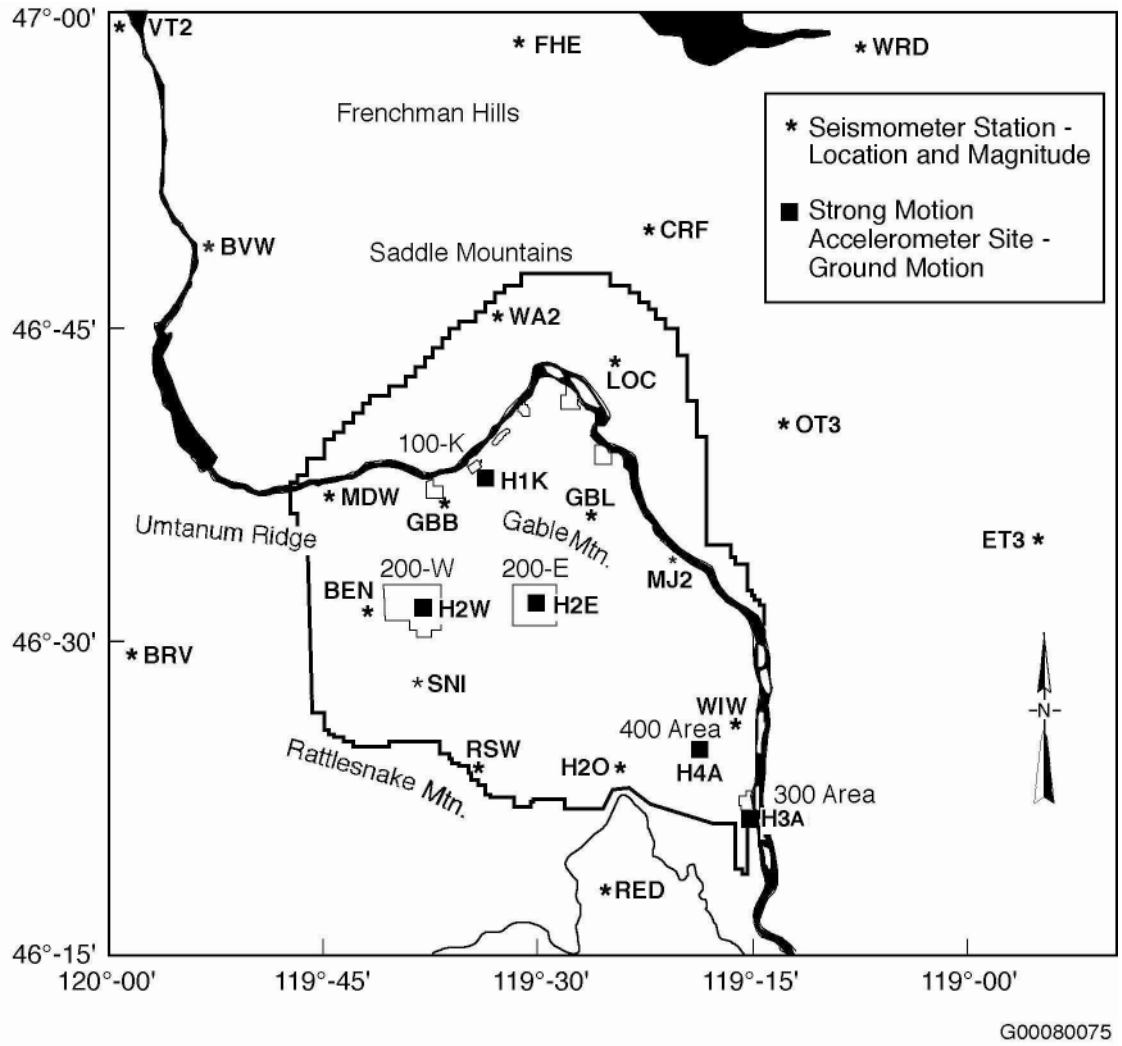 47°-00'
* VT2
* FHE
* WRD
Frenchman Hills
* Seismometer Station -
Location and Magnitude
■ Strong Motion
Accelerometer Site -
Ground Motion
* CRF
* BVW
Saddle Mountains
* WA2
46°-45'
* LOC
* OT3
100-K
■ H1K
* MDW
* GBB
GBL *
Umtanum Ridge
Gable Mtn.
ET3 *
* MJ2
200-W
200-E
BEN *
■ H2W
■ H2E
46°-30'
* BRV
* SNI
-N-
WIW *
400 Area
RSW *
Rattlesnake Mtn.
H2O *
■ H4A
300 Area
■ H3A
* RED
46°-15'
120°-00'
119°-45'
119°-30'
119°-15'
119°-00'
G00080075